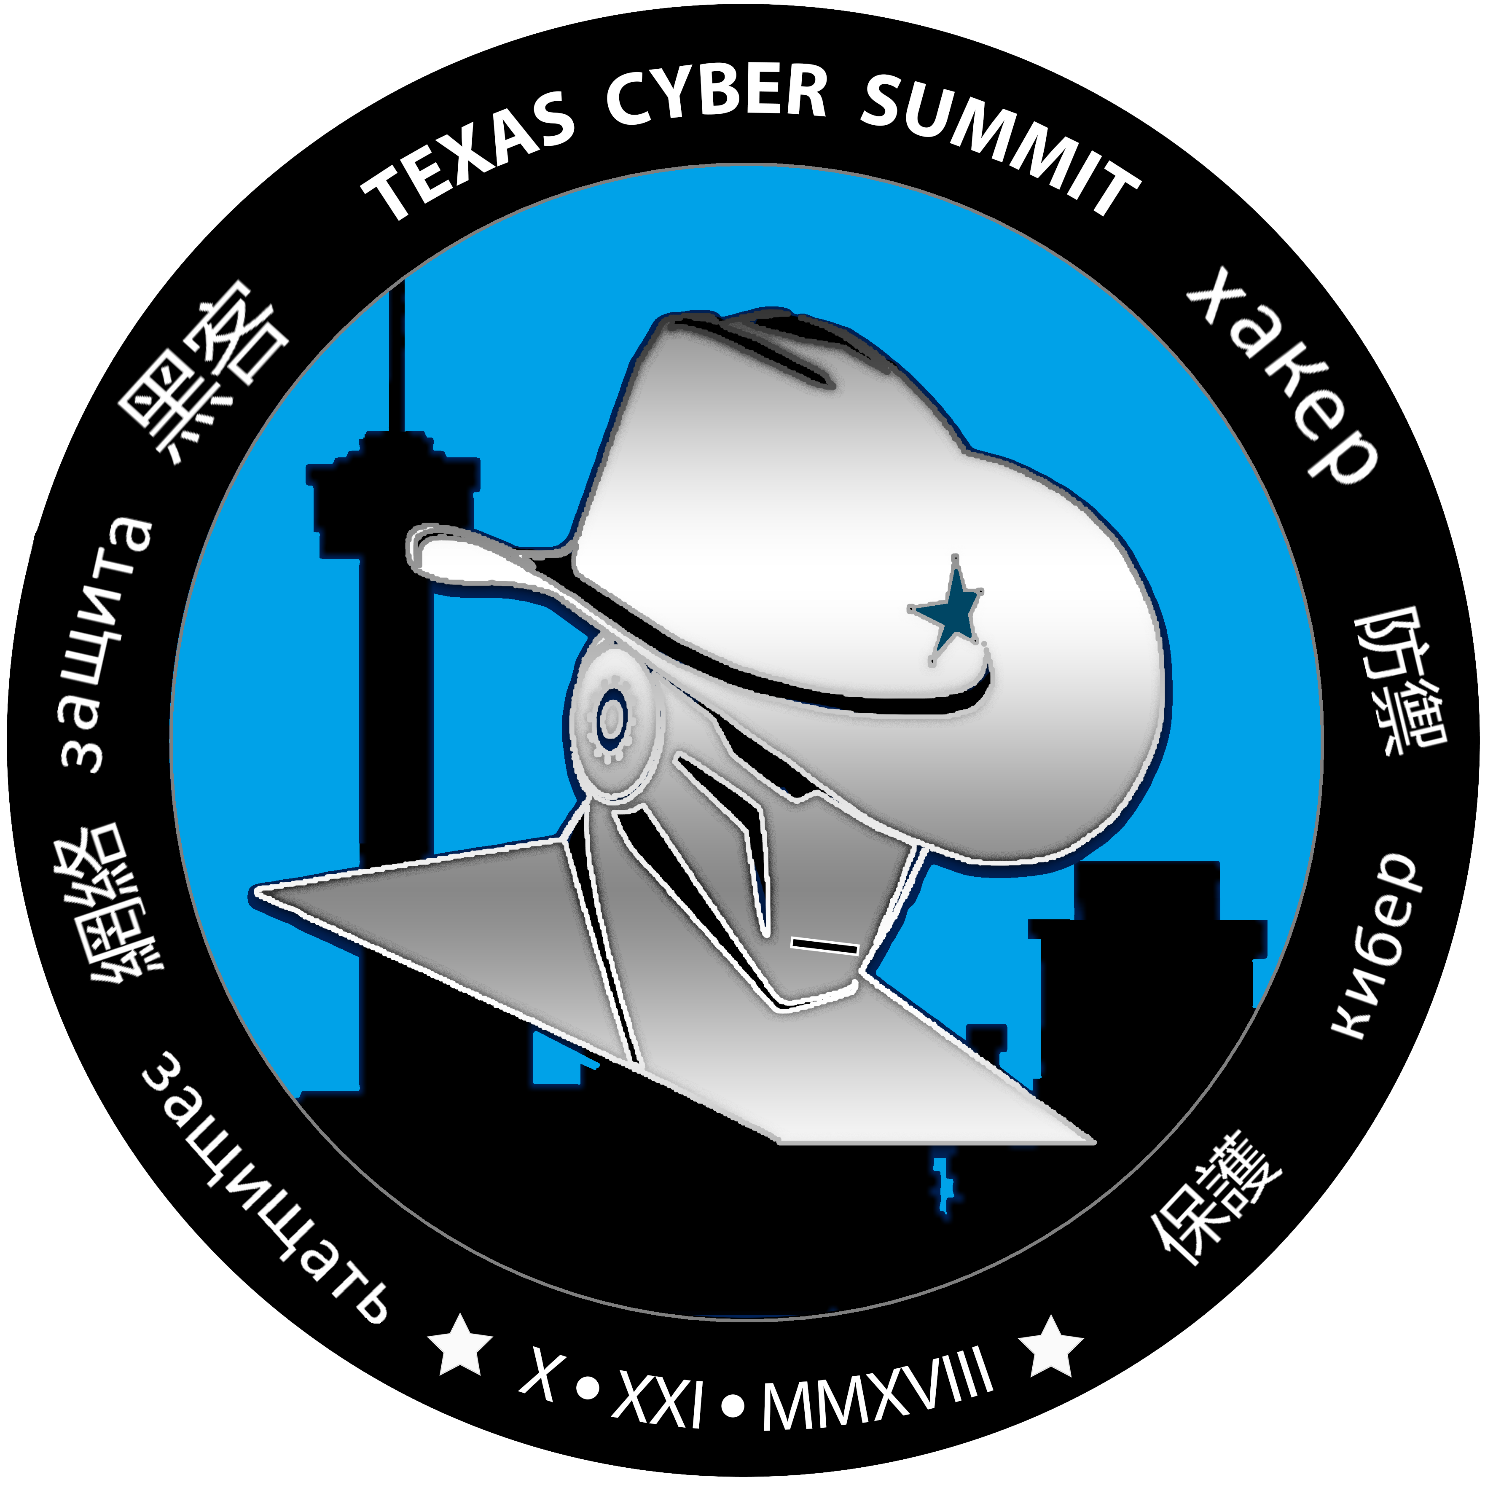 TEXAS CYBER SUMMIT
хакер
防禦
кибер
保護
X • XXI • MMXVIII
защищать
網絡
защита
黑客